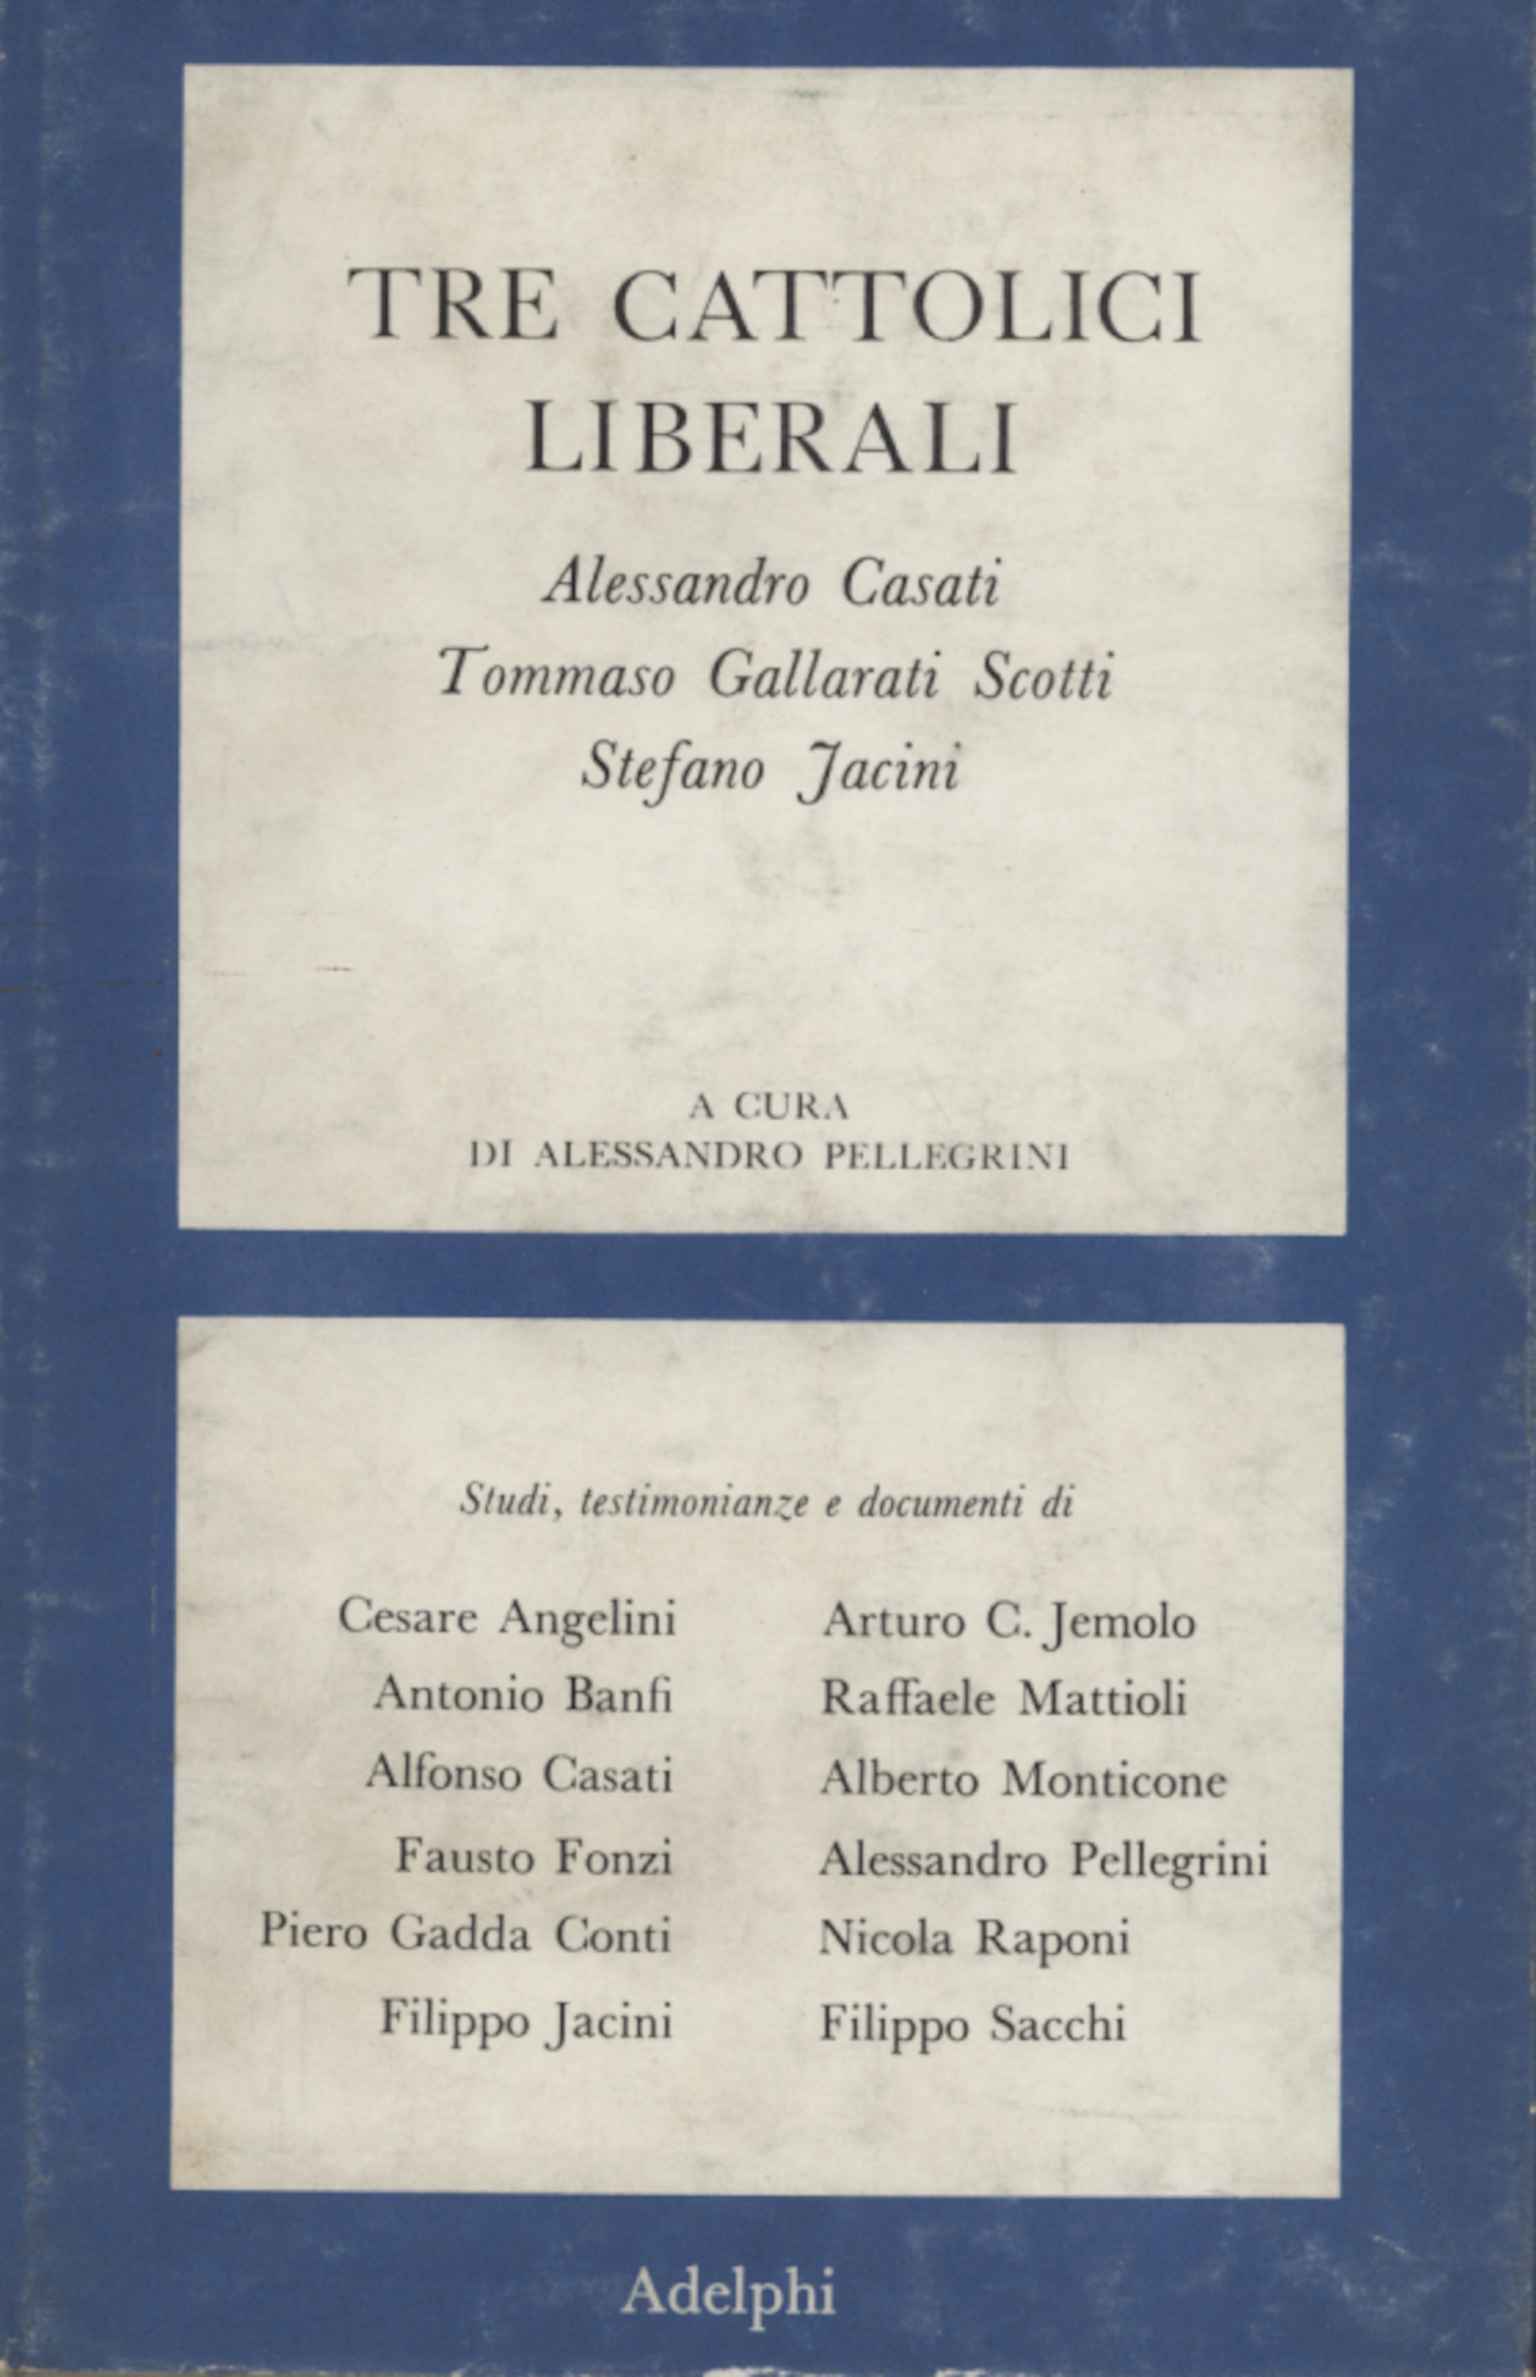 TRE CATTOLICI
LIBERALI
Alessandro Casati
Tommaso Gallarati Scotti
Stefano Jacini
A CURA
DI ALESSANDRO PELLEGRINI
Studi, testimonianze e documenti di
Cesare Angelini
Antonio Banfi
Alfonso Casati
Fausto Fonzi
Piero Gadda Conti
Filippo Jacini
Arturo C. Jemolo
Raffaele Mattioli
Alberto Monticone
Alessandro Pellegrini
Nicola Raponi
Filippo Sacchi
Adelphi